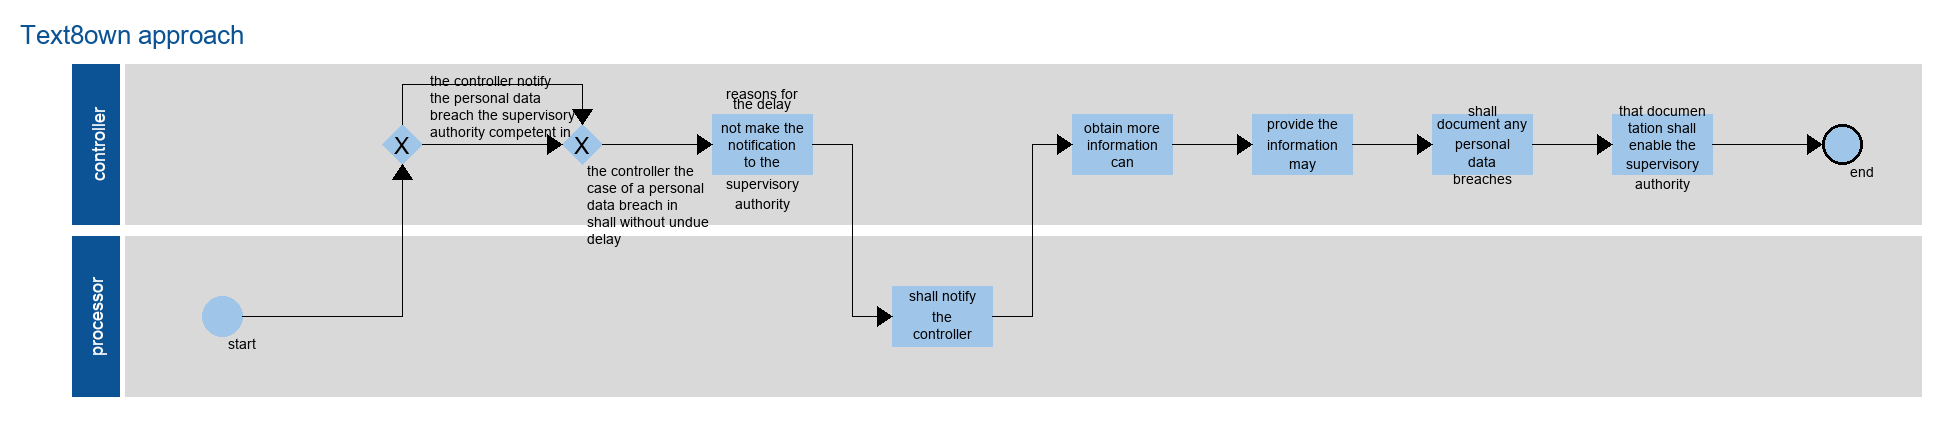 Text8own approach
controller
the controller notify
the personal data
breach the supervisory
authority competent in
X
X
the controller the
case of a personal
data breach in
shall without undue
delay
reasons for
the delay
not make the
notification
to the
supervisory
authority
obtain more
information
can
provide the
information
may
shall
document any
personal
data
breaches
that documen
tation shall
enable the
supervisory
authority
end
processor
start
shall notify
the
controller